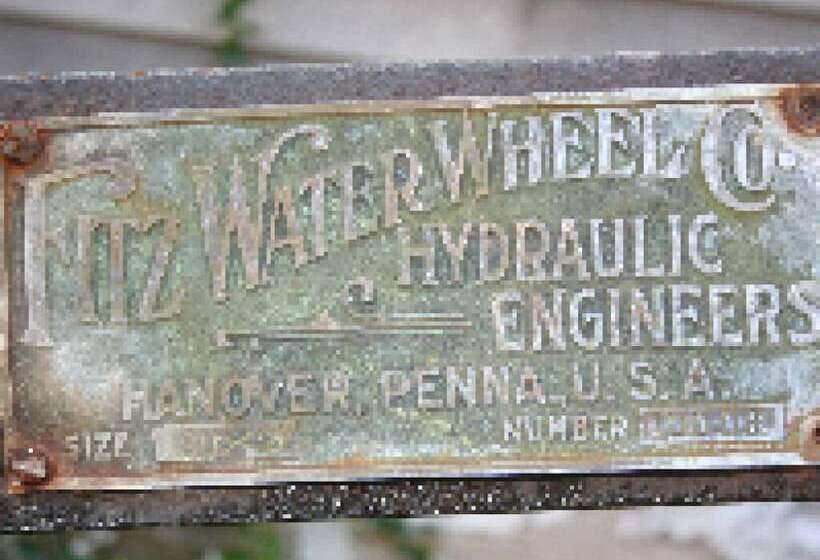 FITZ WATER WHEEL CO.
HYDRAULIC
ENGINEERS
HANOVER, PENNA., U. S. A.
SIZE NUMBER